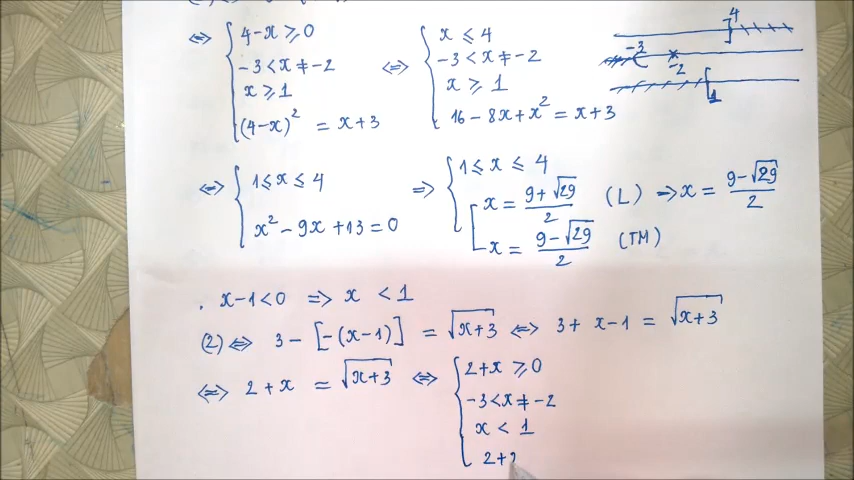 ⇔ { 4-x ⩾ 0 ⇔ { x ⩽ 4 4
-3 < x ≠ -2 -3 < x ≠ -2 -3 -2
x ⩾ 1 x ⩾ 1 1
(4-x)² = x+3 16 - 8x + x² = x+3
⇔ { 1 ⩽ x ⩽ 4 ⇒ { 1 ⩽ x ⩽ 4
x² - 9x + 13 = 0 [ x = (9+√29)/2 (L) ⇒ x = (9-√29)/2
x = (9-√29)/2 (TM)
. x-1 < 0 ⇒ x < 1
(2) ⇔ 3 - [-(x-1)] = √(x+3) ⇔ 3 + x-1 = √(x+3)
⇔ 2+x = √(x+3) ⇔ { 2+x ⩾ 0
-3 < x ≠ -2
x < 1
2+